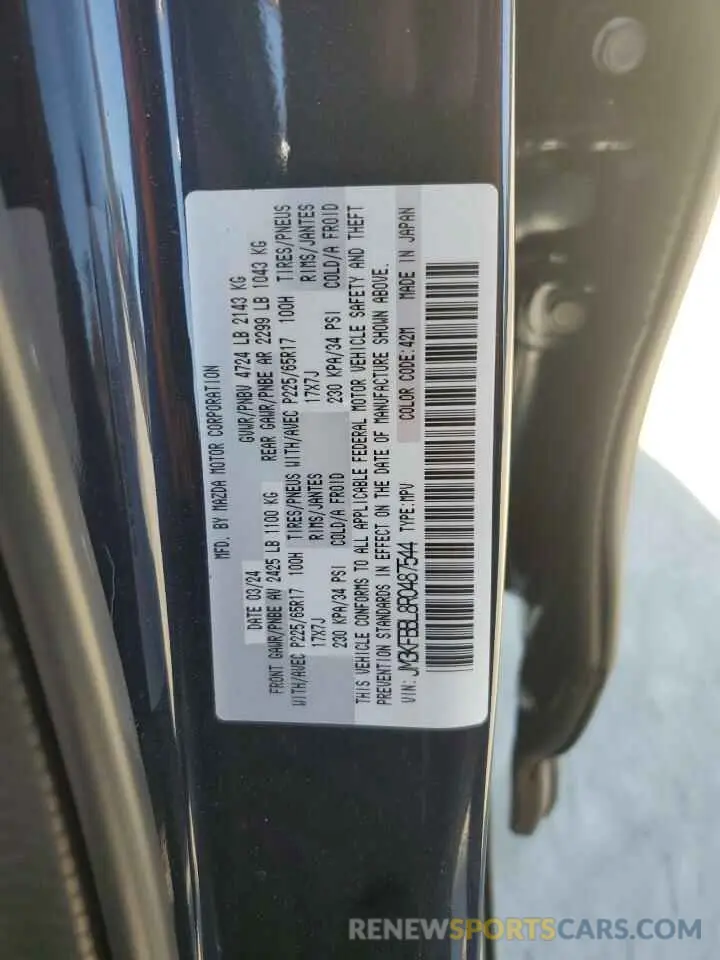 MFD. BY MAZDA MOTOR CORPORATION
DATE 03/24 GVWR/PNBV 4724 LB 2143 KG
FRONT GAWR/PNBE AV 2425 LB 1100 KG REAR GAWR/PNBE AR 2299 LB 1043 KG
WITH/AVEC P225/65R17 100H TIRES/PNEUS WITH/AVEC P225/65R17 100H TIRES/PNEUS
17X7J RIMS/JANTES 17X7J RIMS/JANTES
230 KPA/34 PSI COLD/A FROID 230 KPA/34 PSI COLD/A FROID
THIS VEHICLE CONFORMS TO ALL APPLICABLE FEDERAL MOTOR VEHICLE SAFETY AND THEFT
PREVENTION STANDARDS IN EFFECT ON THE DATE OF MANUFACTURE SHOWN ABOVE.
VIN: JM3KFBBL8R0487544 TYPE:MPV COLOR CODE:42M MADE IN JAPAN
RENEWSPORTSCARS.COM